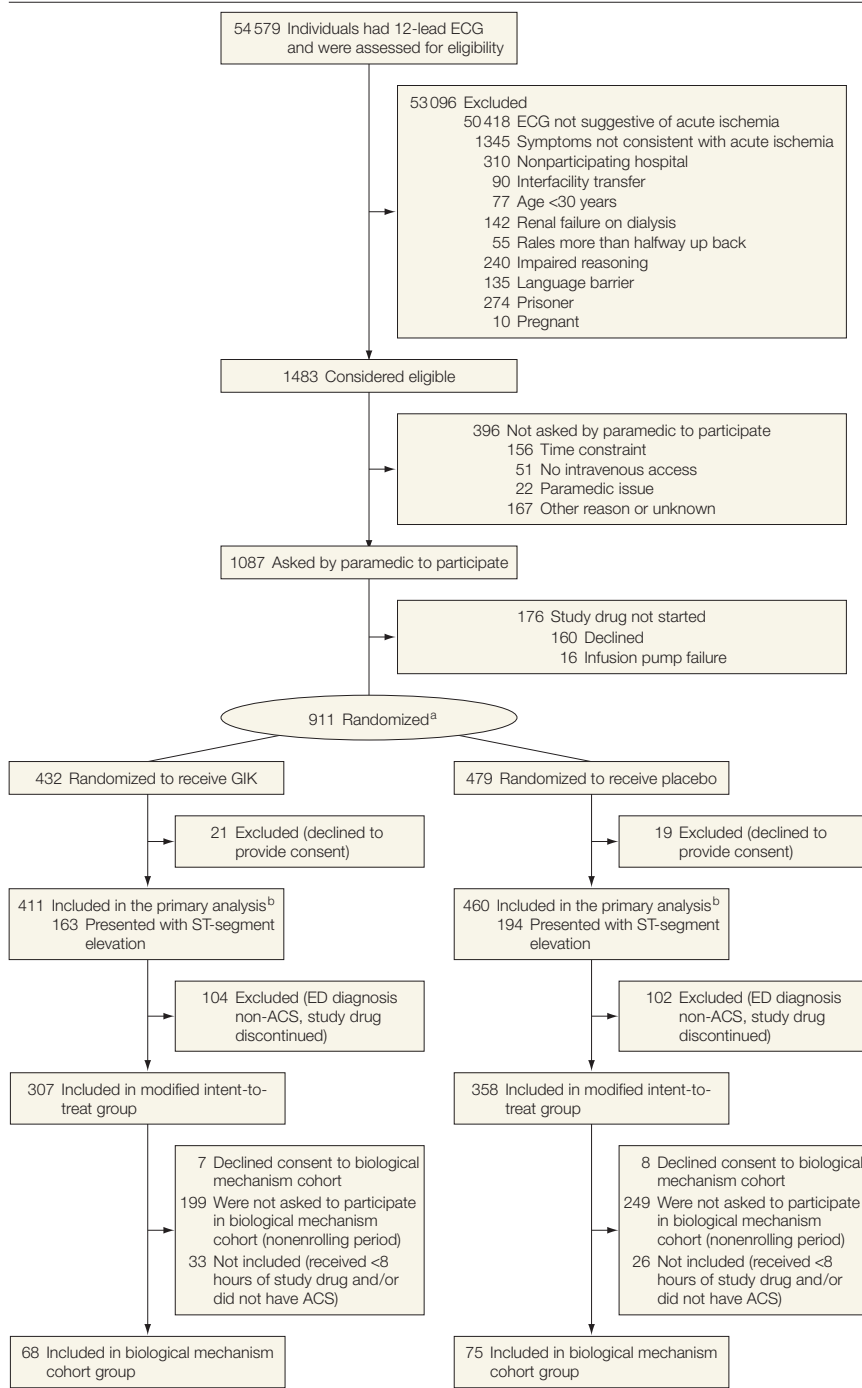 54 579 Individuals had 12-lead ECG
and were assessed for eligibility
53 096 Excluded
50 418 ECG not suggestive of acute ischemia
1345 Symptoms not consistent with acute ischemia
310 Nonparticipating hospital
90 Interfacility transfer
77 Age <30 years
142 Renal failure on dialysis
55 Rales more than halfway up back
240 Impaired reasoning
135 Language barrier
274 Prisoner
10 Pregnant
1483 Considered eligible
396 Not asked by paramedic to participate
156 Time constraint
51 No intravenous access
22 Paramedic issue
167 Other reason or unknown
1087 Asked by paramedic to participate
176 Study drug not started
160 Declined
16 Infusion pump failure
911 Randomizedᵃ
432 Randomized to receive GIK
479 Randomized to receive placebo
21 Excluded (declined to
provide consent)
19 Excluded (declined to
provide consent)
411 Included in the primary analysisᵇ
163 Presented with ST-segment
elevation
460 Included in the primary analysisᵇ
194 Presented with ST-segment
elevation
104 Excluded (ED diagnosis
non-ACS, study drug
discontinued)
102 Excluded (ED diagnosis
non-ACS, study drug
discontinued)
307 Included in modified intent-to-
treat group
358 Included in modified intent-to-
treat group
7 Declined consent to biological
mechanism cohort
199 Were not asked to participate
in biological mechanism
cohort (nonenrolling period)
33 Not included (received <8
hours of study drug and/or
did not have ACS)
8 Declined consent to biological
mechanism cohort
249 Were not asked to participate
in biological mechanism
cohort (nonenrolling period)
26 Not included (received <8
hours of study drug and/or
did not have ACS)
68 Included in biological mechanism
cohort group
75 Included in biological mechanism
cohort group